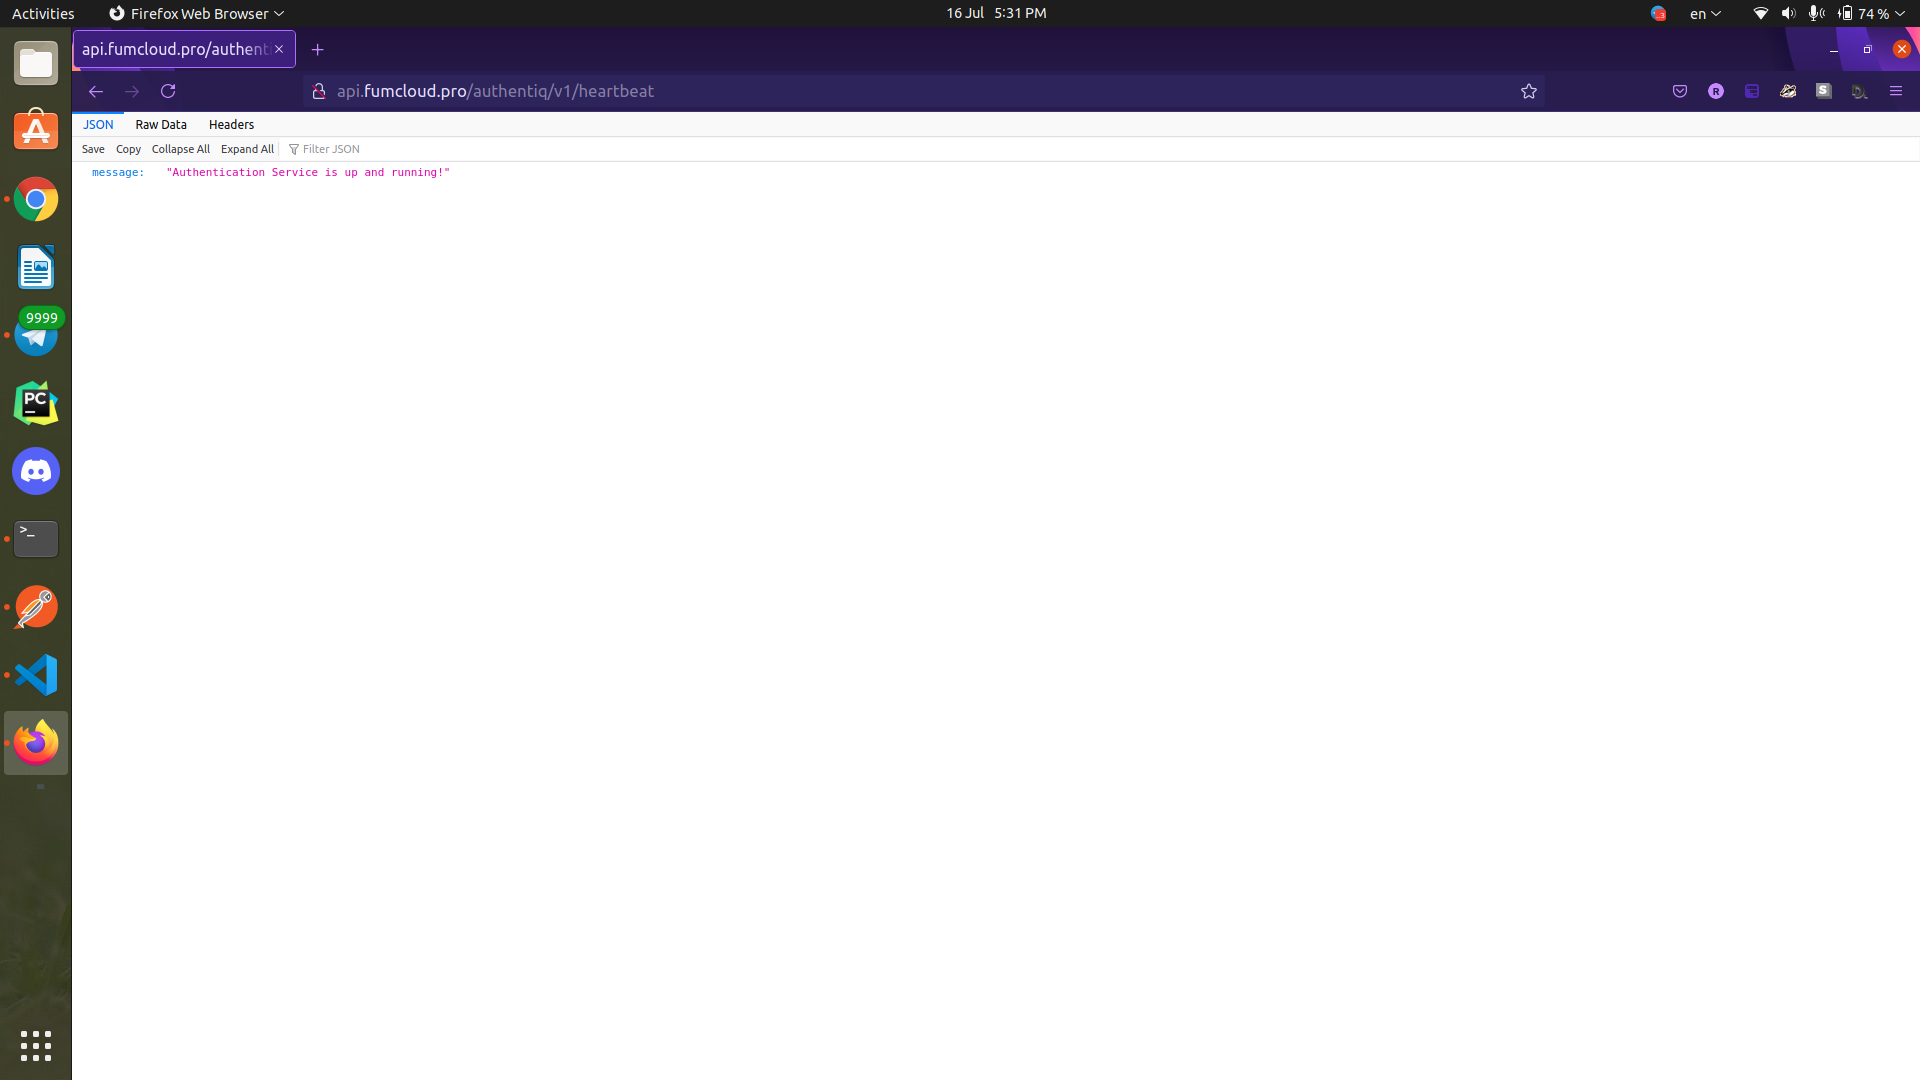 Activities Firefox Web Browser 16 Jul 5:31 PM en 74 %
api.fumcloud.pro/authenti
api.fumcloud.pro/authentiq/v1/heartbeat
R
S
JSON Raw Data Headers
Save Copy Collapse All Expand All Filter JSON
message: "Authentication Service is up and running!"
9999
PC
>_